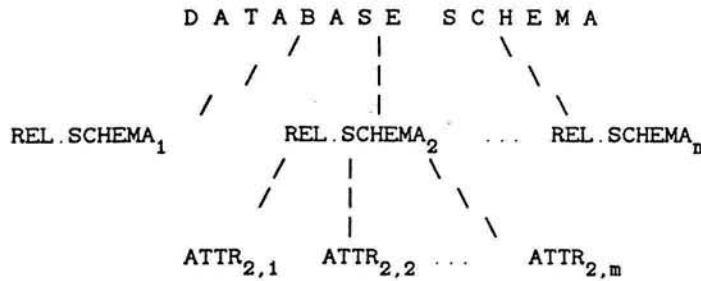 D A T A B A S E S C H E M A
REL.SCHEMA₁ REL.SCHEMA₂ ... REL.SCHEMAₙ
ATTR₂,₁ ATTR₂,₂ ... ATTR₂,ₘ